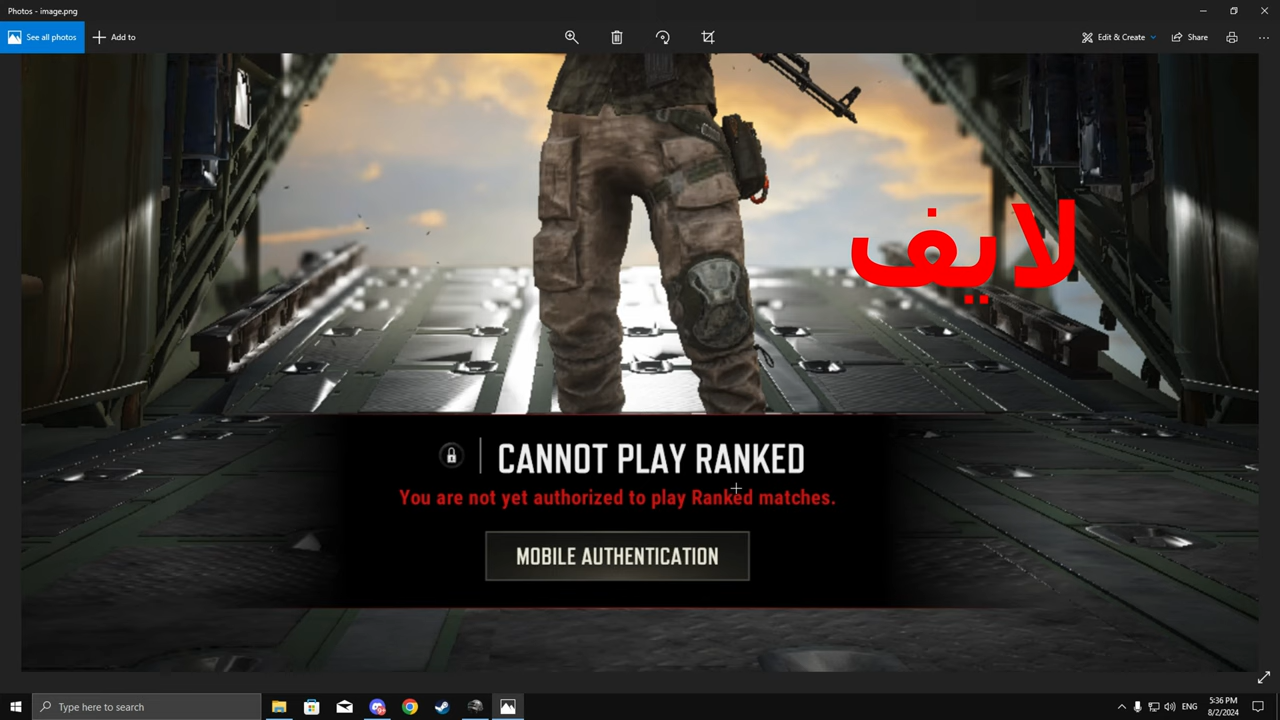 Photos - image.png
See all photos
Add to
Edit & Create
Share
لايف
CANNOT PLAY RANKED
You are not yet authorized to play Ranked matches.
MOBILE AUTHENTICATION
Type here to search
ENG
5:36 PM
8/2/2024